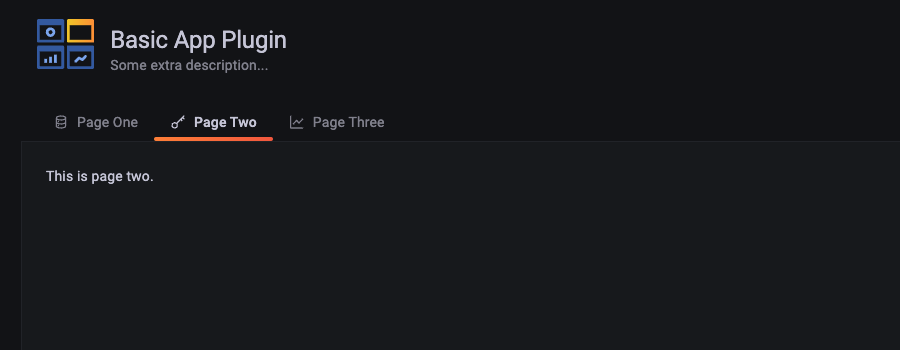 Basic App Plugin
Some extra description...
Page One Page Two Page Three
This is page two.